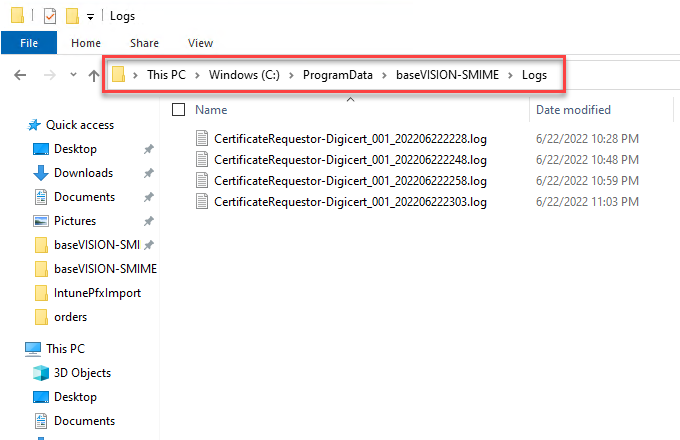 Logs
File Home Share View
This PC > Windows (C:) > ProgramData > baseVISION-SMIME > Logs
Name Date modified
Quick access
Desktop
Downloads
Documents
Pictures
baseVISION-SMI
baseVISION-SMIME
IntunePfxImport
orders
This PC
3D Objects
Desktop
Documents
CertificateRequestor-Digicert_001_202206222228.log 6/22/2022 10:28 PM
CertificateRequestor-Digicert_001_202206222248.log 6/22/2022 10:48 PM
CertificateRequestor-Digicert_001_202206222258.log 6/22/2022 10:59 PM
CertificateRequestor-Digicert_001_202206222303.log 6/22/2022 11:03 PM